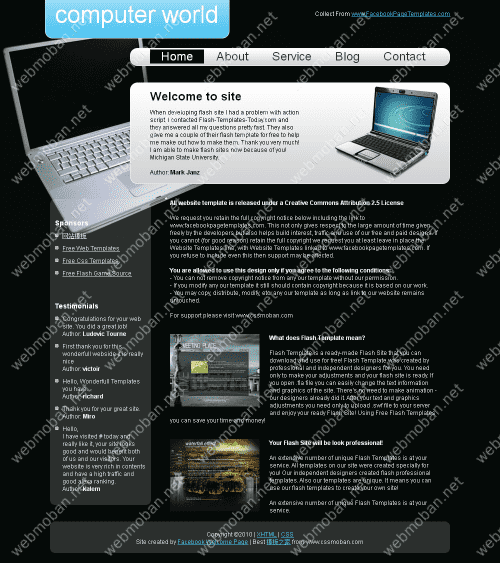 computer world
Collect From www.FacebookPageTemplates.com
Home About Service Blog Contact
Welcome to site
When developing flash site I had a problem with action
script. I contacted Flash-Templates-Today.com and
they answered all my questions pretty fast. They also
give me a couple of their flash template for free to help
me make out how to make them. Thank you very much!
I am able to make flash sites now because of you!
Michigan State University.
Author: Mark Janz
Sponsors
Free Web Templates
Free Css Templates
Free Flash Game Source
Testimonials
Congratulations for your web
site. You did a great job!
Author: Ludovic Tourne
First thank you for this
wonderfull website it is really
nice
Author: victoir
Hello, Wonderfull Templates
you have.
Author: richard
Thank you for your great site.
Author: Miro
Hello,
I have visited # today and
really like it, your site looks
good and would benefit both
of us and our visitors. Your
website is very rich in contents
and have a high traffic and
good alexa ranking.
Author: kalem
All website template is released under a Creative Commons Attribution 2.5 License
We request you retain the full copyright notice below including the link to
www.facebookpagetemplates.com. This not only gives respect to the large amount of time given
freely by the developers but also helps build interest, traffic and use of our free and paid designs. If
you cannot (for good reason) retain the full copyright we request you at least leave in place the
Website Templates line, with Website Templates linked to www.facebookpagetemplates.com. If
you refuse to include even this then support may be affected.
You are allowed to use this design only if you agree to the following conditions:
- You can not remove copyright notice from any our template without our permission.
- If you modify any our template it still should contain copyright because it is based on our work.
- You may copy, distribute, modify, etc. any our template as long as link to our website remains
untouched.
For support please visit www.cssmoban.com
MEETING PLACE
What does Flash Template mean?
Flash Template is a ready-made Flash Site that you can
download and use for free! Flash Template was created by
professional and independent designers for you. You need
only to make your adjustments and your flash site is ready. If
you open .fla file you can easily change the text information
and graphics of the site. There's no need to make animation -
our designers already did it. After your text and graphics
adjustments you need only to upload .swf file to your server
and enjoy your ready Flash Site! Using Free Flash Templates
you can save your time and money!
Your Flash Site will be look professional!
An extensive number of unique Flash Templates is at your
service. All templates on our site were created specially for
you! Our independent designers created flash professional
templates. Also our templates are unique. It means you can
use our flash templates to create your own site!
An extensive number of unique Flash Templates is at your
service.
Copyright ©2010 | XHTML | CSS
Site created by Facebook Welcome Page | Best 模板之家 from www.cssmoban.com
webmoban.net